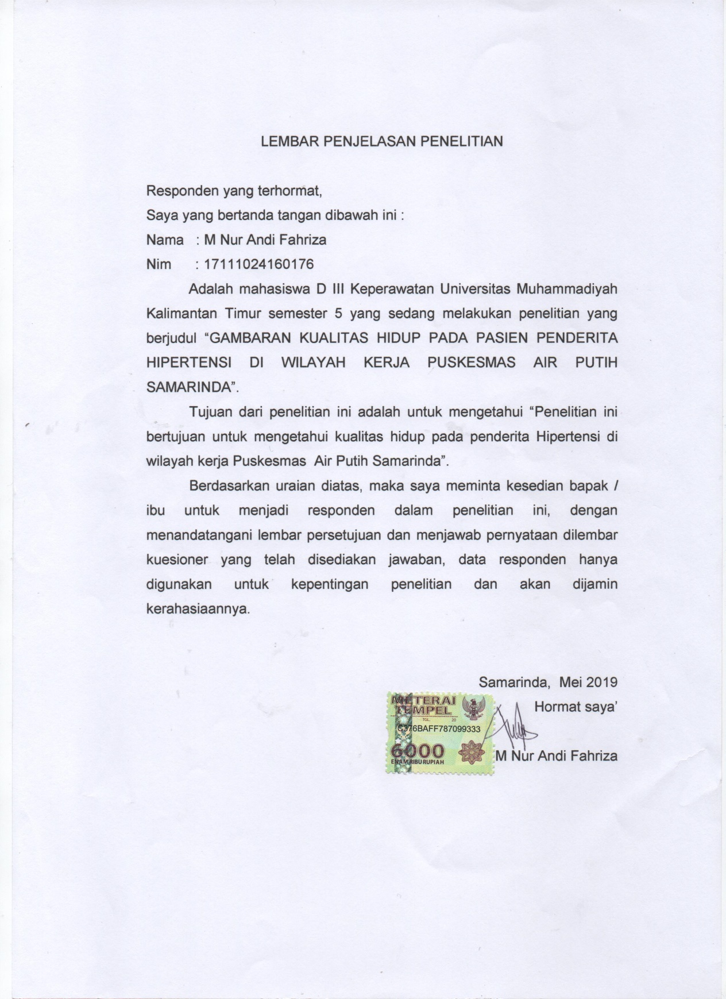 LEMBAR PENJELASAN PENELITIAN
Responden yang terhormat,
Saya yang bertanda tangan dibawah ini :
Nama : M Nur Andi Fahriza
Nim : 17111024160176
Adalah mahasiswa D III Keperawatan Universitas Muhammadiyah
Kalimantan Timur semester 5 yang sedang melakukan penelitian yang
berjudul “GAMBARAN KUALITAS HIDUP PADA PASIEN PENDERITA
HIPERTENSI DI WILAYAH KERJA PUSKESMAS AIR PUTIH
SAMARINDA”.
Tujuan dari penelitian ini adalah untuk mengetahui “Penelitian ini
bertujuan untuk mengetahui kualitas hidup pada penderita Hipertensi di
wilayah kerja Puskesmas Air Putih Samarinda”.
Berdasarkan uraian diatas, maka saya meminta kesedian bapak /
ibu untuk menjadi responden dalam penelitian ini, dengan
menandatangani lembar persetujuan dan menjawab pernyataan dilembar
kuesioner yang telah disediakan jawaban, data responden hanya
digunakan untuk kepentingan penelitian dan akan dijamin
kerahasiaannya.
Samarinda, Mei 2019
Hormat saya’
METERAI
TEMPEL
TGL. 20
C376BAFF787099333
6000
ENAM RIBU RUPIAH
M Nur Andi Fahriza